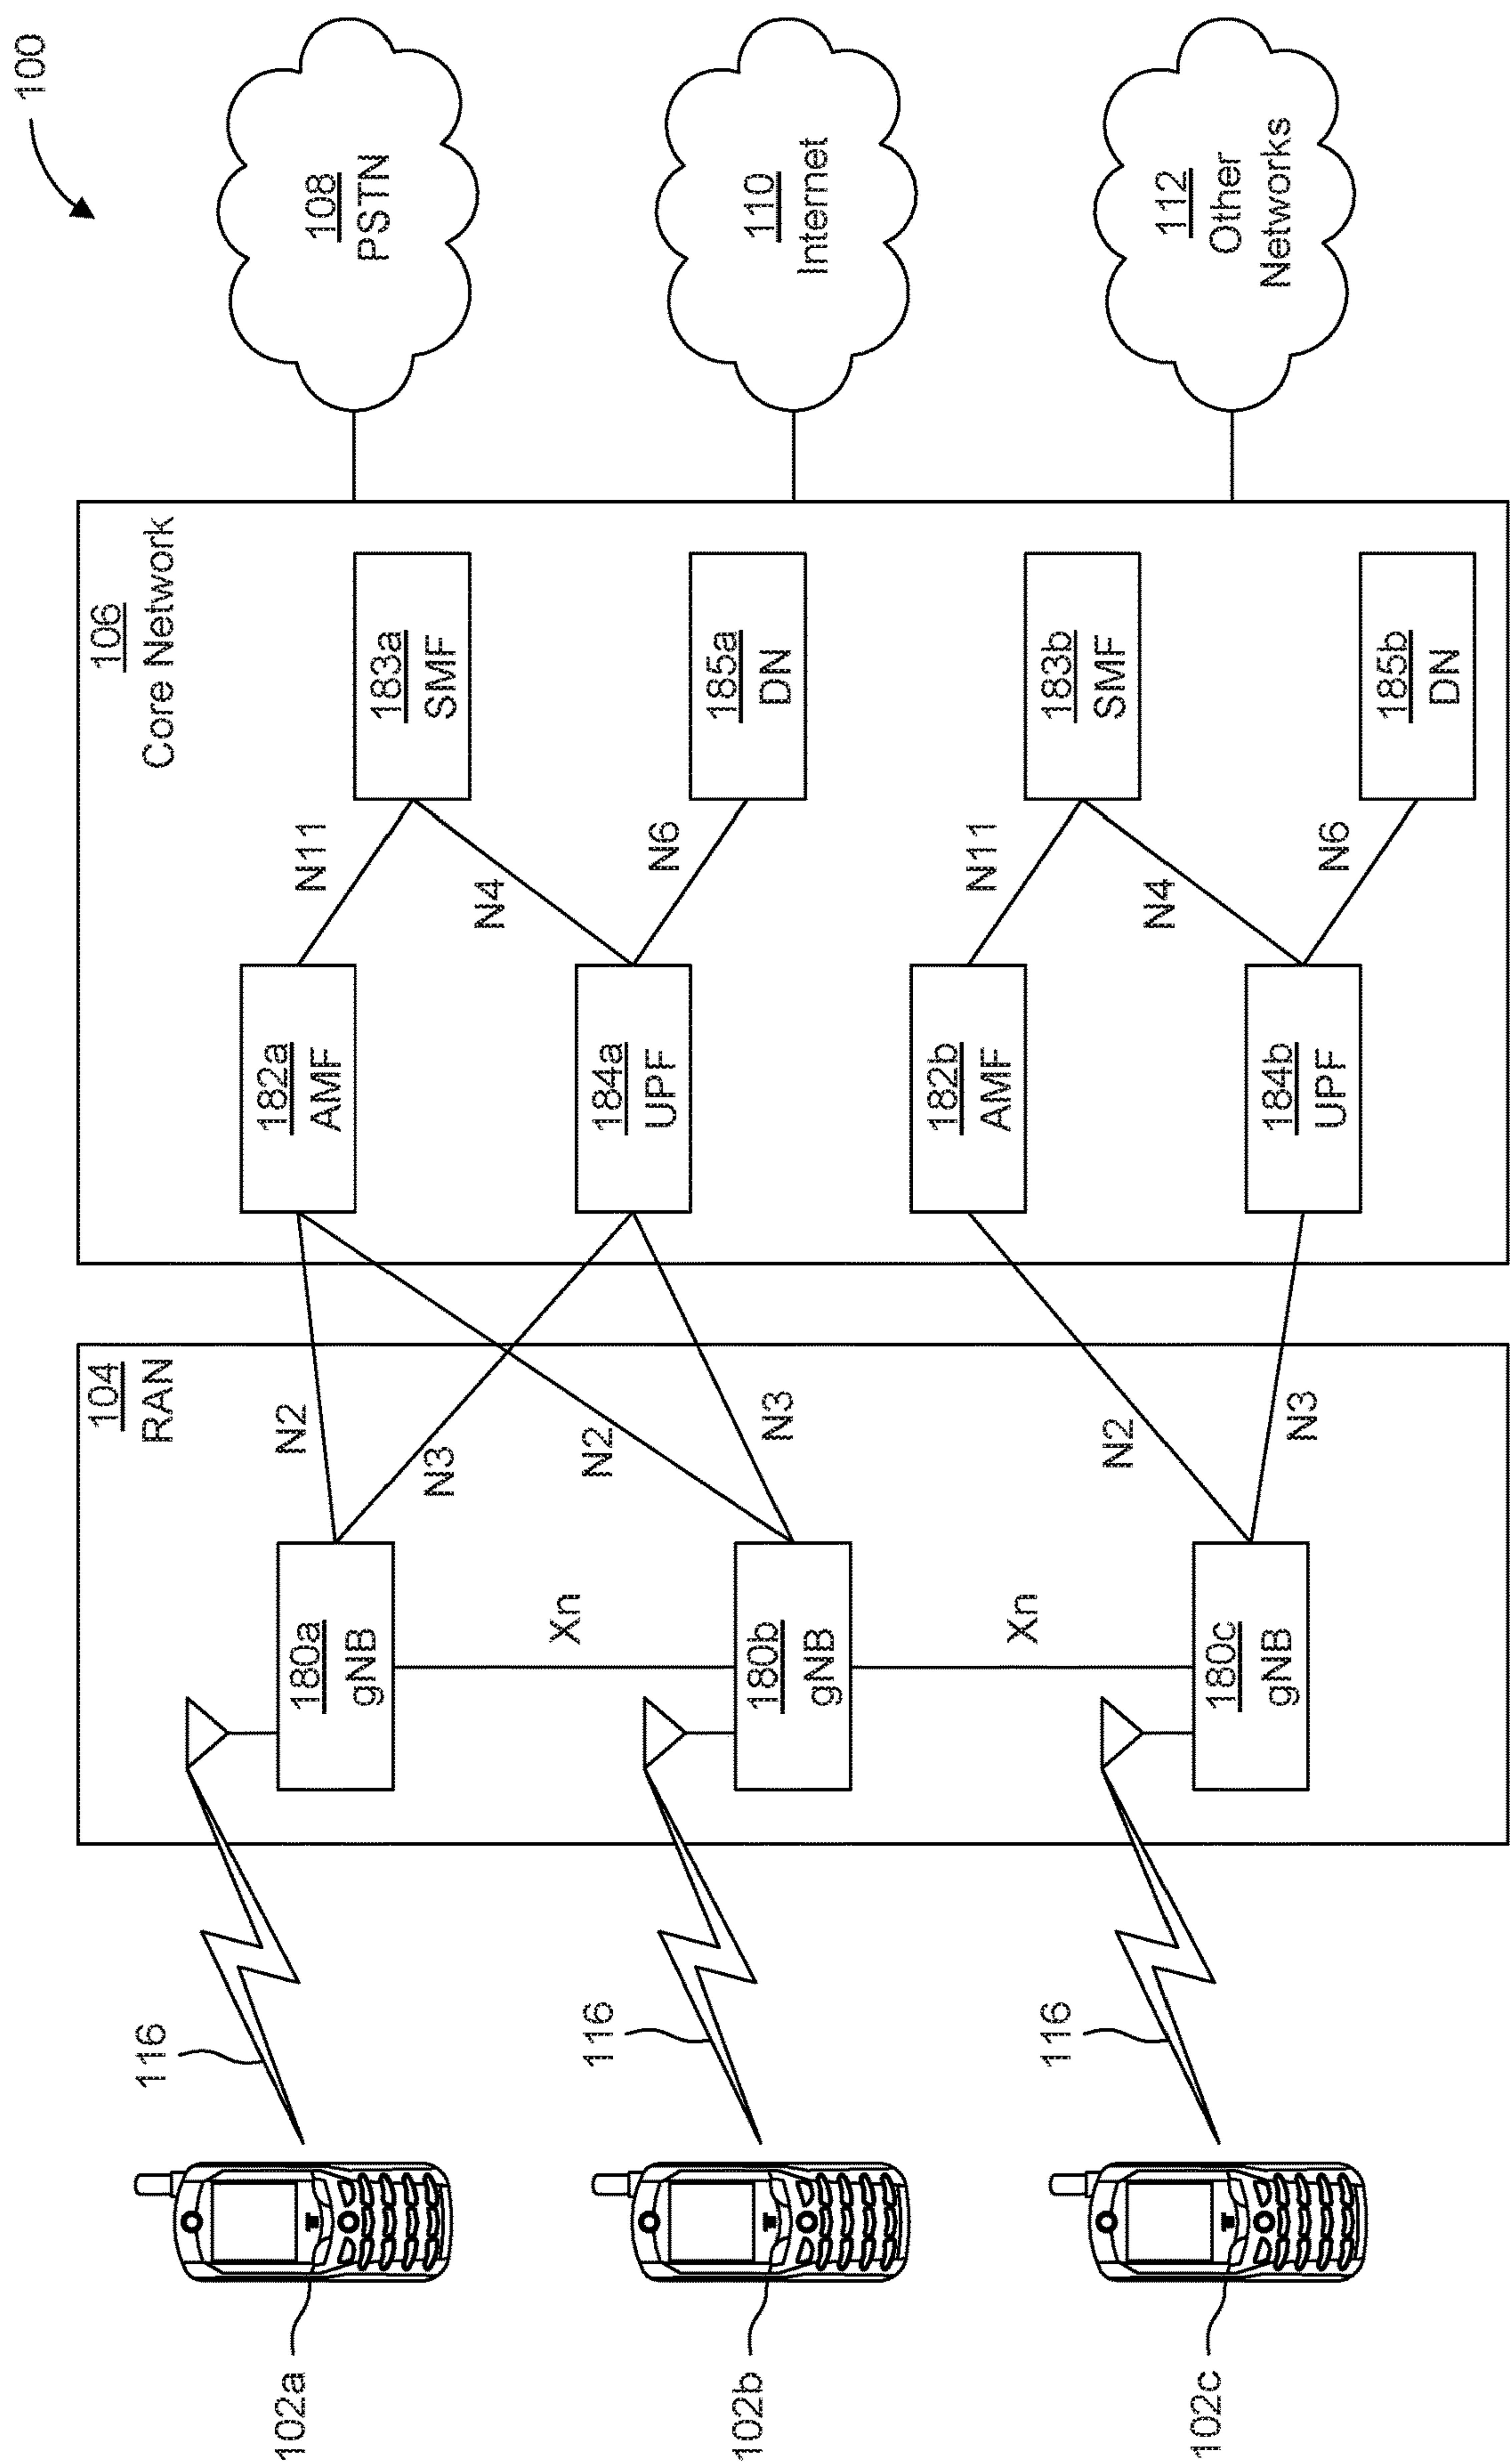 100
102a
102b
102c
116
116
116
104
RAN
180a
gNB
180b
gNB
180c
gNB
Xn
Xn
N2
N3
N2
N3
N2
N3
106
Core Network
182a
AMF
184a
UPF
182b
AMF
184b
UPF
N11
N4
N6
N11
N4
N6
183a
SMF
185a
DN
183b
SMF
185b
DN
108
PSTN
110
Internet
112
Other
Networks